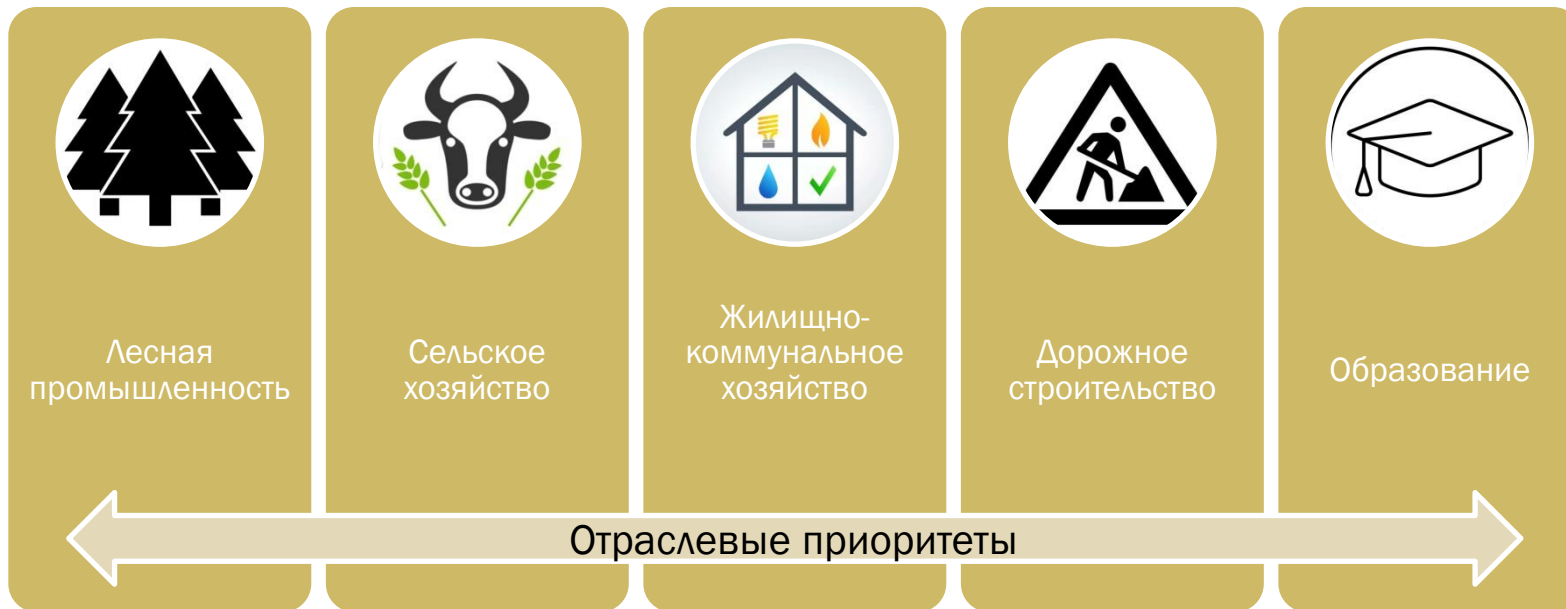 Лесная
промышленность
Сельское
хозяйство
Жилищно-
коммунальное
хозяйство
Дорожное
строительство
Образование
Отраслевые приоритеты